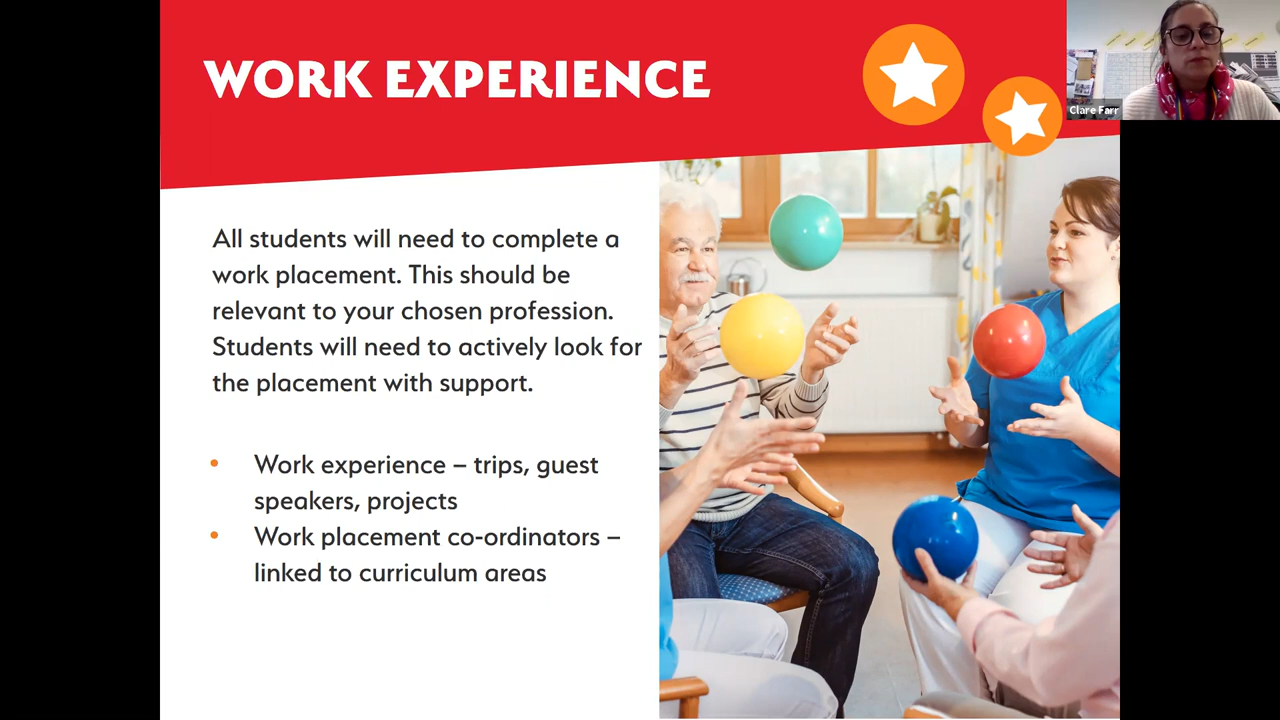 WORK EXPERIENCE
Clare Farr
All students will need to complete a
work placement. This should be
relevant to your chosen profession.
Students will need to actively look for
the placement with support.
• Work experience – trips, guest
speakers, projects
• Work placement co-ordinators –
linked to curriculum areas